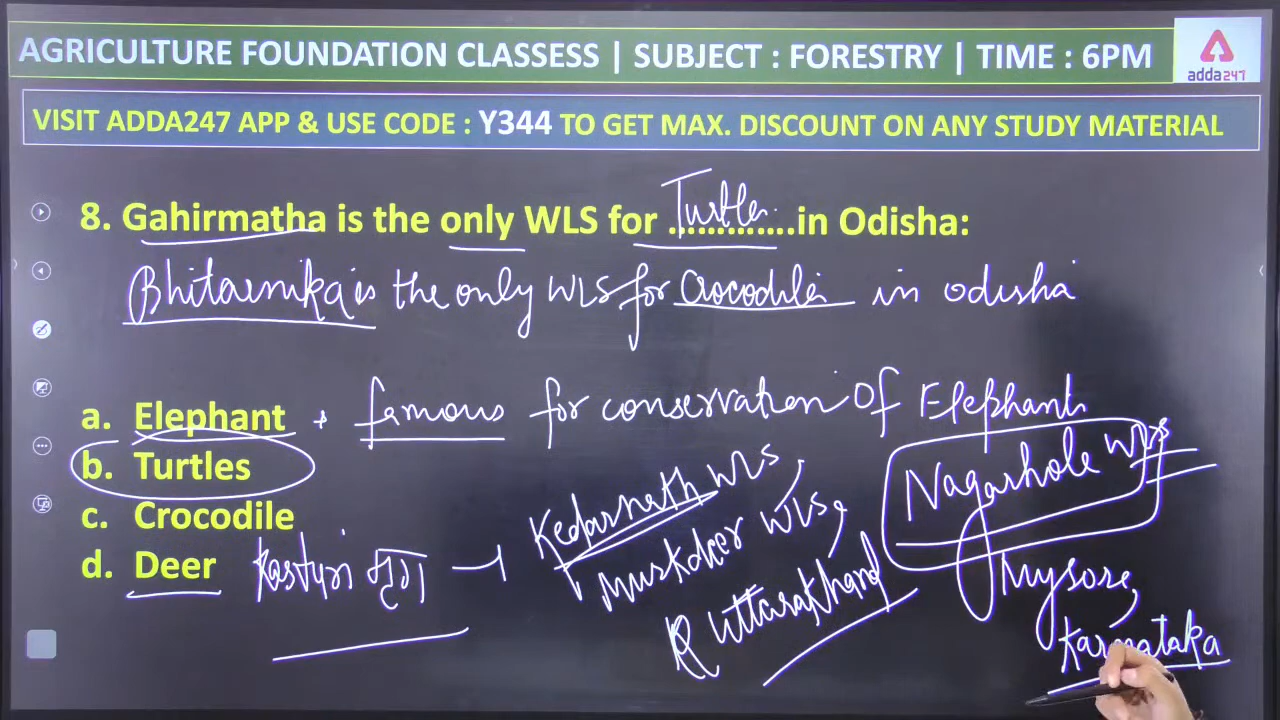 AGRICULTURE FOUNDATION CLASSESS | SUBJECT : FORESTRY | TIME : 6PM
adda247
VISIT ADDA247 APP & USE CODE : Y344 TO GET MAX. DISCOUNT ON ANY STUDY MATERIAL
8. Gahirmatha is the only WLS for Turtle.............in Odisha:
Bhitarnika is the only WLS for Crocodile in odisha
a. Elephant → famous for conservation Of Elephant
b. Turtles
Nagarhole WLS
Kedarnath WLS,
c. Crocodile
Muskdeer WLS,
d. Deer Kasturi मृग →
Mysore,
Uttarakhand
Karnataka